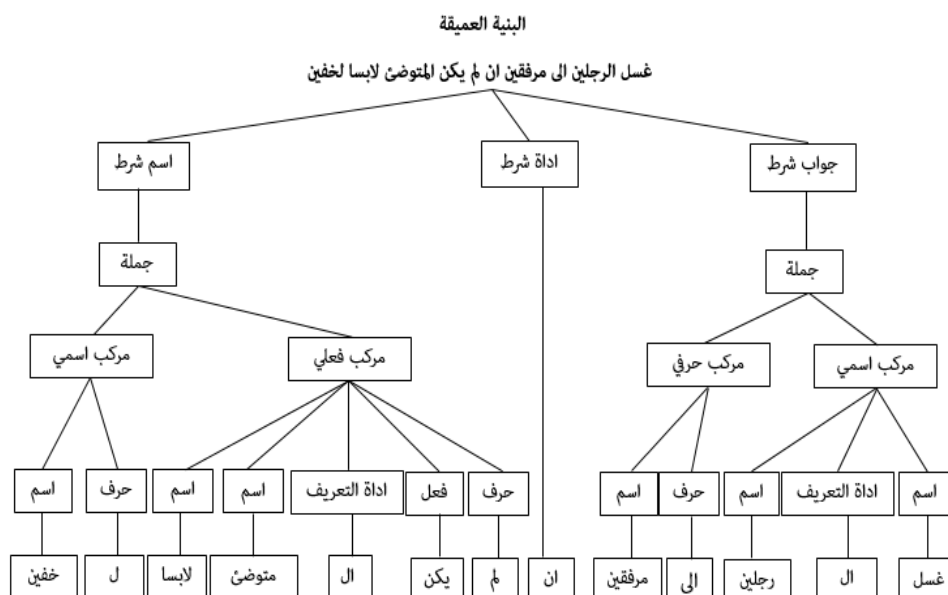 البنية العميقة
غسل الرجلين الى مرفقين ان لم يكن المتوضئ لابسا لخفين
جواب شرط اداة شرط اسم شرط
جملة جملة
مركب اسمي مركب حرفي مركب فعلي مركب اسمي
اسم اداة التعريف اسم حرف اسم حرف فعل اداة التعريف اسم اسم حرف اسم
غسل ال رجلين الى مرفقين ان لم يكن ال متوضئ لابسا ل خفين